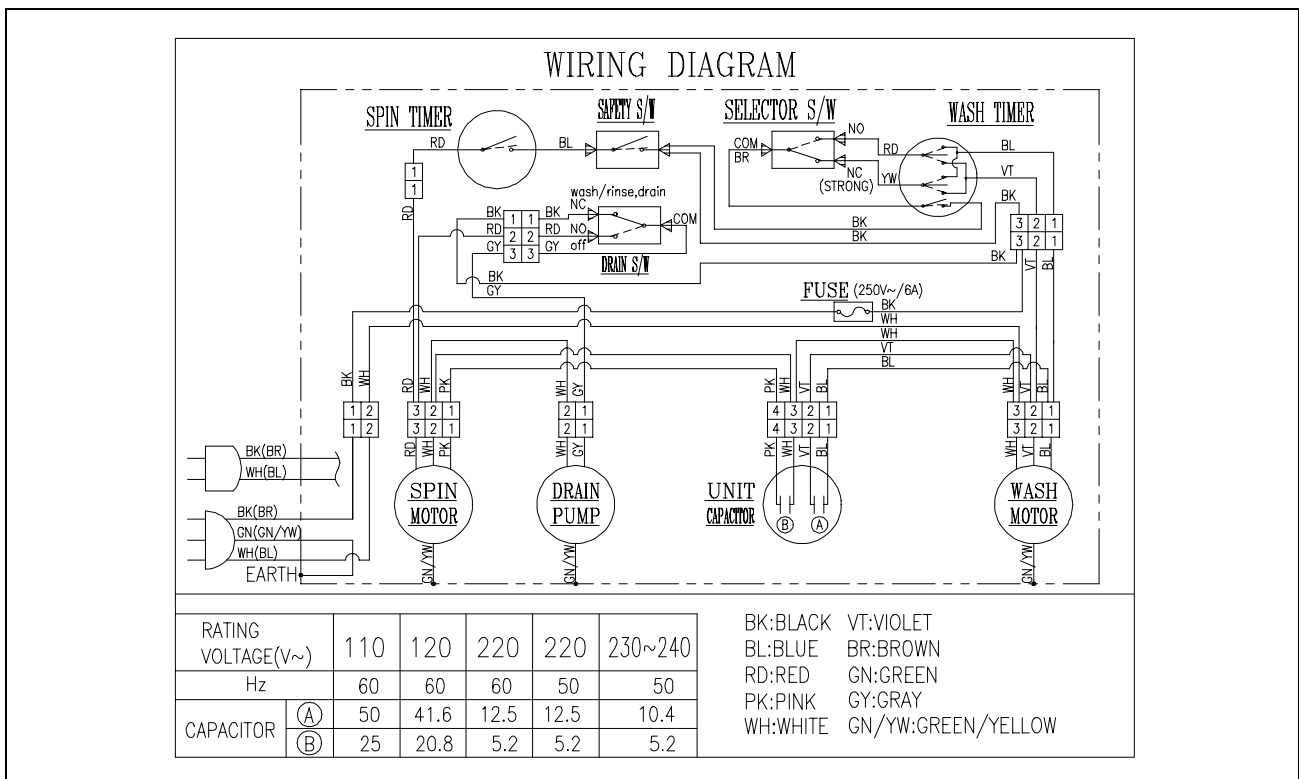 WIRING DIAGRAM
SPIN TIMER
SAFETY S/W
SELECTOR S/W
WASH TIMER
RD
BL
COM
BR
NO
RD
NC
(STRONG)
YW
BL
VT
BK
1
1
RD
wash/rinse,drain
NC
BK
1 1
BK
RD
2 2
RD
NO
COM
GY
3 3
GY
off
DRAIN S/W
BK
BK
3 2 1
3 2 1
BK
VT
BL
BK
GY
FUSE (250V~/6A)
BK
WH
WH
VT
BL
BK
WH
RD
WH
PK
WH
GY
PK
WH
VT
BL
WH
VT
BL
1 2
1 2
3 2 1
3 2 1
2 1
2 1
4 3 2 1
4 3 2 1
3 2 1
3 2 1
RD
WH
PK
WH
GY
PK
WH
VT
BL
WH
VT
BL
BK(BR)
WH(BL)
BK(BR)
GN(GN/YW)
WH(BL)
EARTH
SPIN
MOTOR
DRAIN
PUMP
UNIT
CAPACITOR
B
A
WASH
MOTOR
GN/YW
GN/YW
GN/YW
RATING
VOLTAGE(V~)
110 120 220 220 230~240
Hz 60 60 60 50 50
CAPACITOR
A 50 41.6 12.5 12.5 10.4
B 25 20.8 5.2 5.2 5.2
BK:BLACK VT:VIOLET
BL:BLUE BR:BROWN
RD:RED GN:GREEN
PK:PINK GY:GRAY
WH:WHITE GN/YW:GREEN/YELLOW